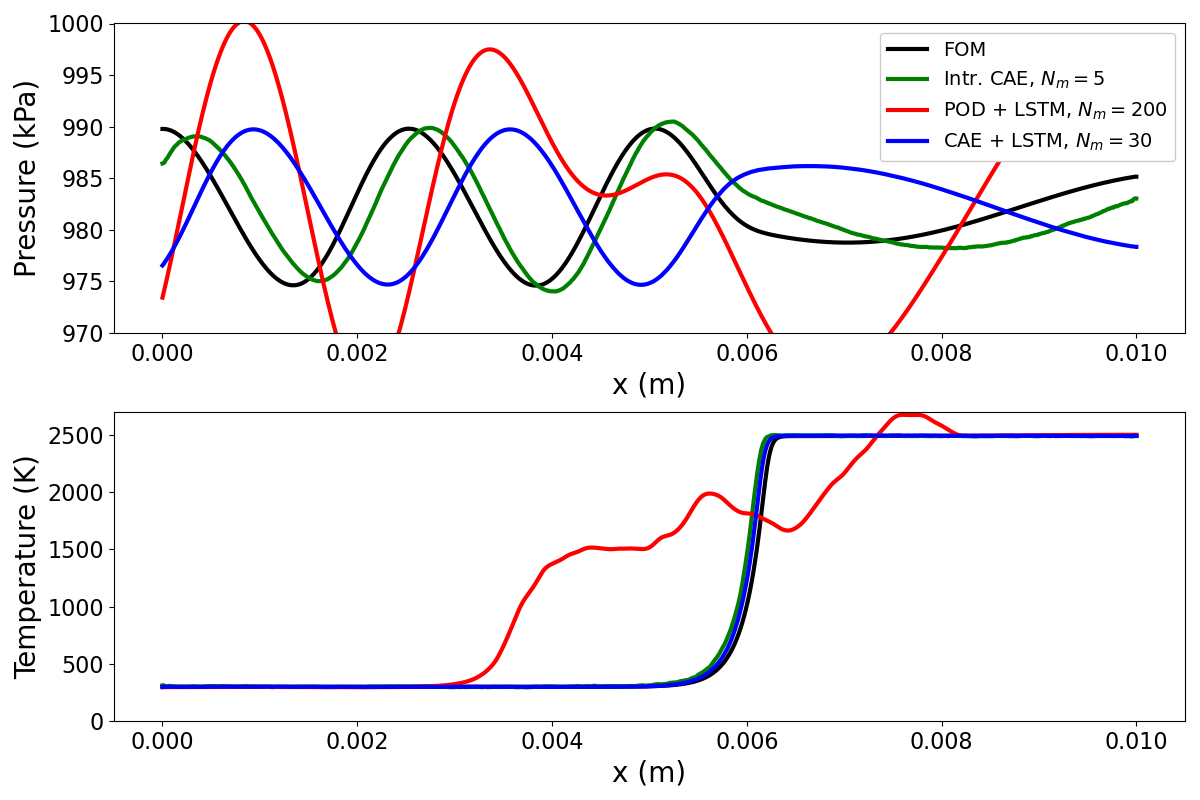 1000
995
990
985
980
975
970
Pressure (kPa)
FOM
Intr. CAE, $N_m = 5$
POD + LSTM, $N_m = 200$
CAE + LSTM, $N_m = 30$
0.000 0.002 0.004 0.006 0.008 0.010
x (m)
2500
2000
1500
1000
500
0
Temperature (K)
0.000 0.002 0.004 0.006 0.008 0.010
x (m)